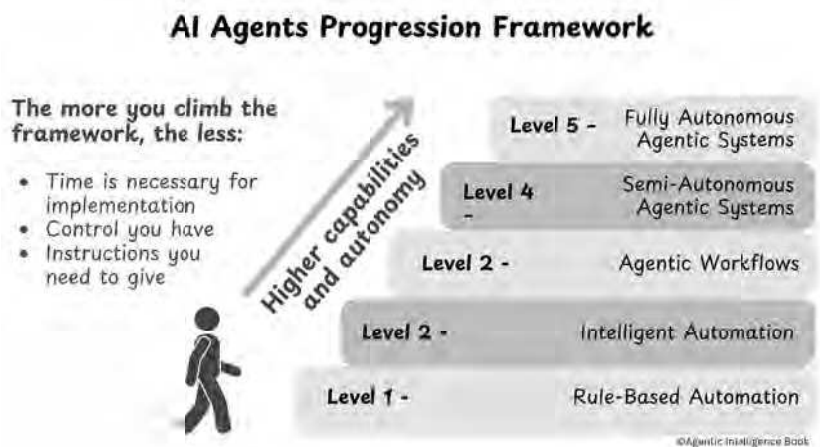 AI Agents Progression Framework
The more you climb the
framework, the less:
• Time is necessary for
implementation
• Control you have
• Instructions you
need to give
Higher capabilities
and autonomy
Level 5 - Fully Autonomous
Agentic Systems
Level 4 - Semi-Autonomous
Agentic Systems
Level 2 - Agentic Workflows
Level 2 - Intelligent Automation
Level 1 - Rule-Based Automation
©Agentic Intelligence Book